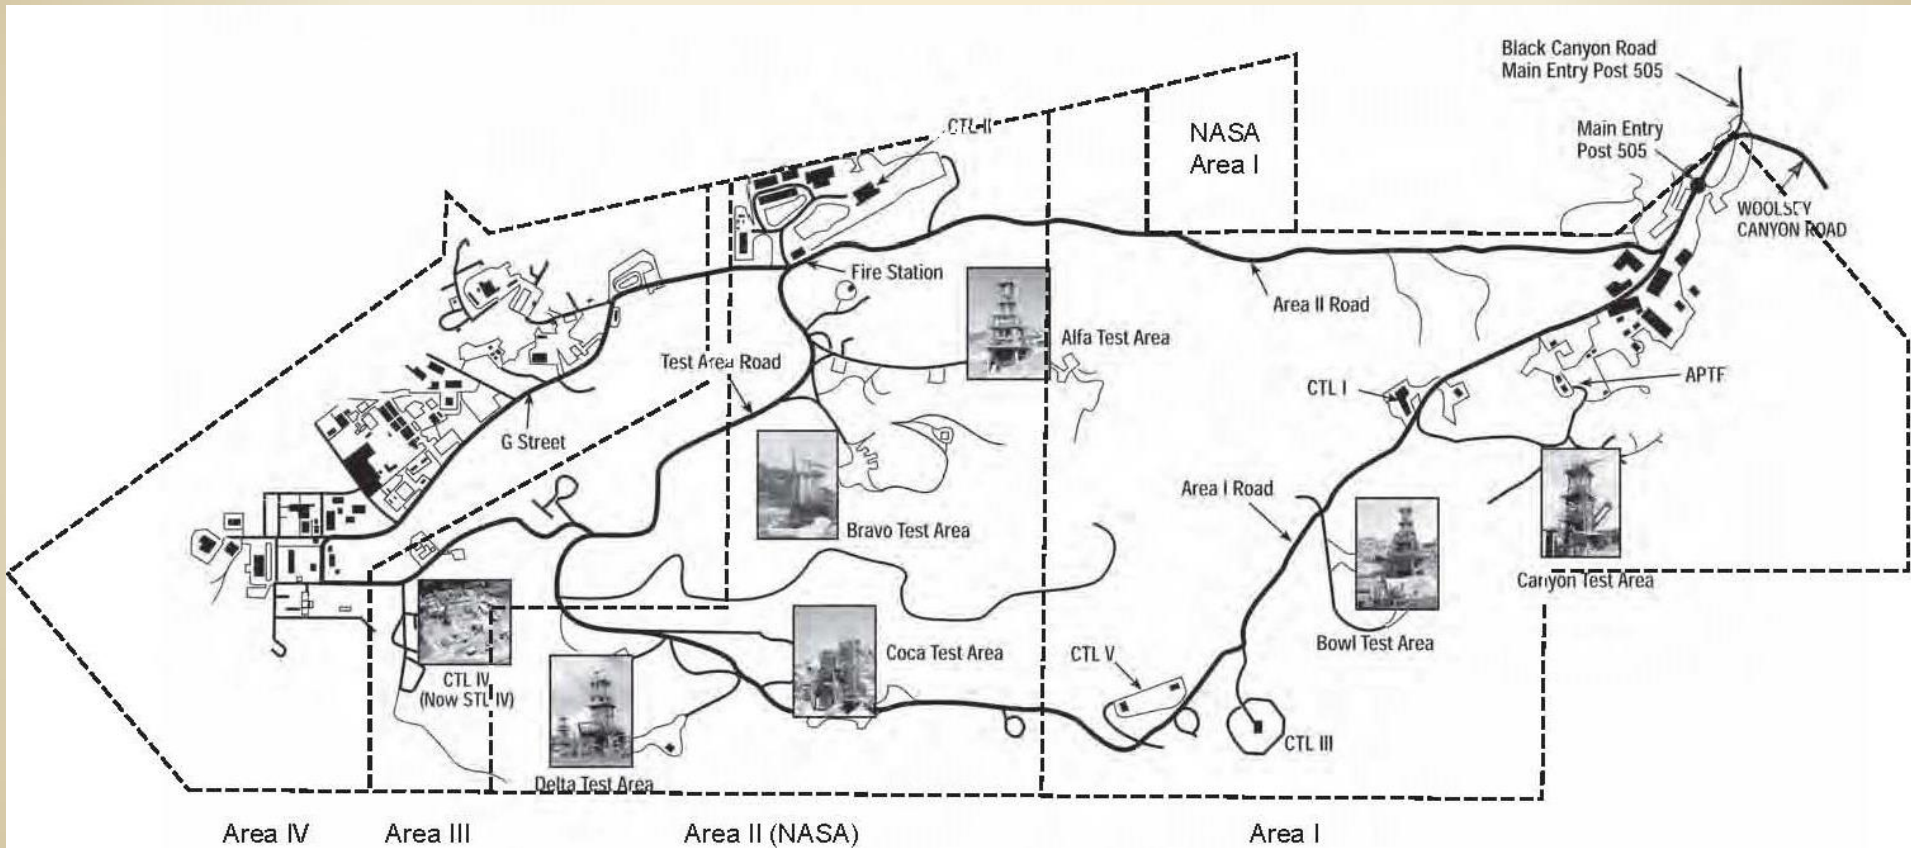 Black Canyon Road
Main Entry Post 505
CTL-II
NASA
Area I
Main Entry
Post 505
WOOLSEY
CANYON ROAD
Fire Station
Area II Road
Alfa Test Area
Test Area Road
APTF
CTL I
G Street
Area I Road
Bravo Test Area
Canyon Test Area
Bowl Test Area
Coca Test Area
CTL V
CTL IV
(Now STL IV)
CTL III
Delta Test Area
Area IV
Area III
Area II (NASA)
Area I